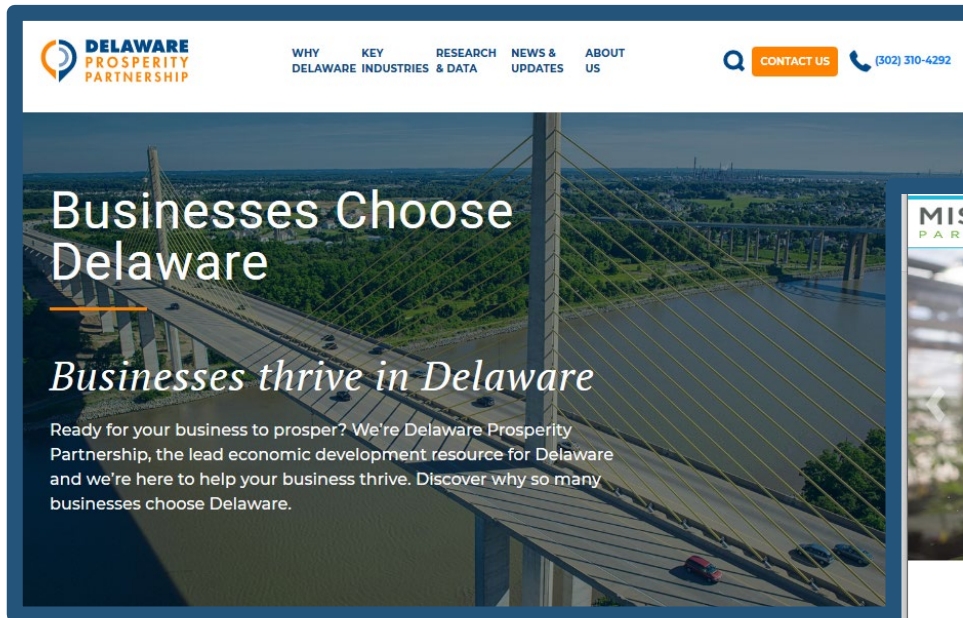 DELAWARE
PROSPERITY
PARTNERSHIP
WHY
DELAWARE
KEY
INDUSTRIES
RESEARCH
& DATA
NEWS &
UPDATES
ABOUT
US
CONTACT US
(302) 310-4292
Businesses Choose
Delaware
Businesses thrive in Delaware
Ready for your business to prosper? We're Delaware Prosperity
Partnership, the lead economic development resource for Delaware
and we're here to help your business thrive. Discover why so many
businesses choose Delaware.